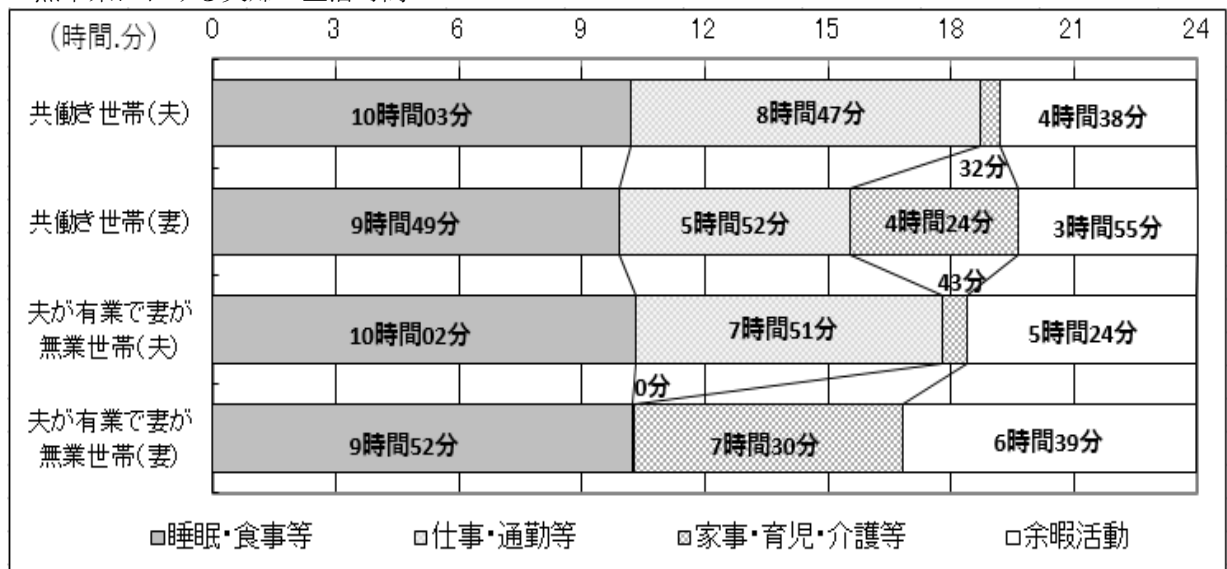 (時間.分) 0 3 6 9 12 15 18 21 24
共働き世帯(夫) 10時間03分 8時間47分 4時間38分
32分
共働き世帯(妻) 9時間49分 5時間52分 4時間24分 3時間55分
43分
夫が有業で妻が
無業世帯(夫) 10時間02分 7時間51分 5時間24分
0分
夫が有業で妻が
無業世帯(妻) 9時間52分 7時間30分 6時間39分
■睡眠・食事等 □仕事・通勤等 ▨家事・育児・介護等 □余暇活動